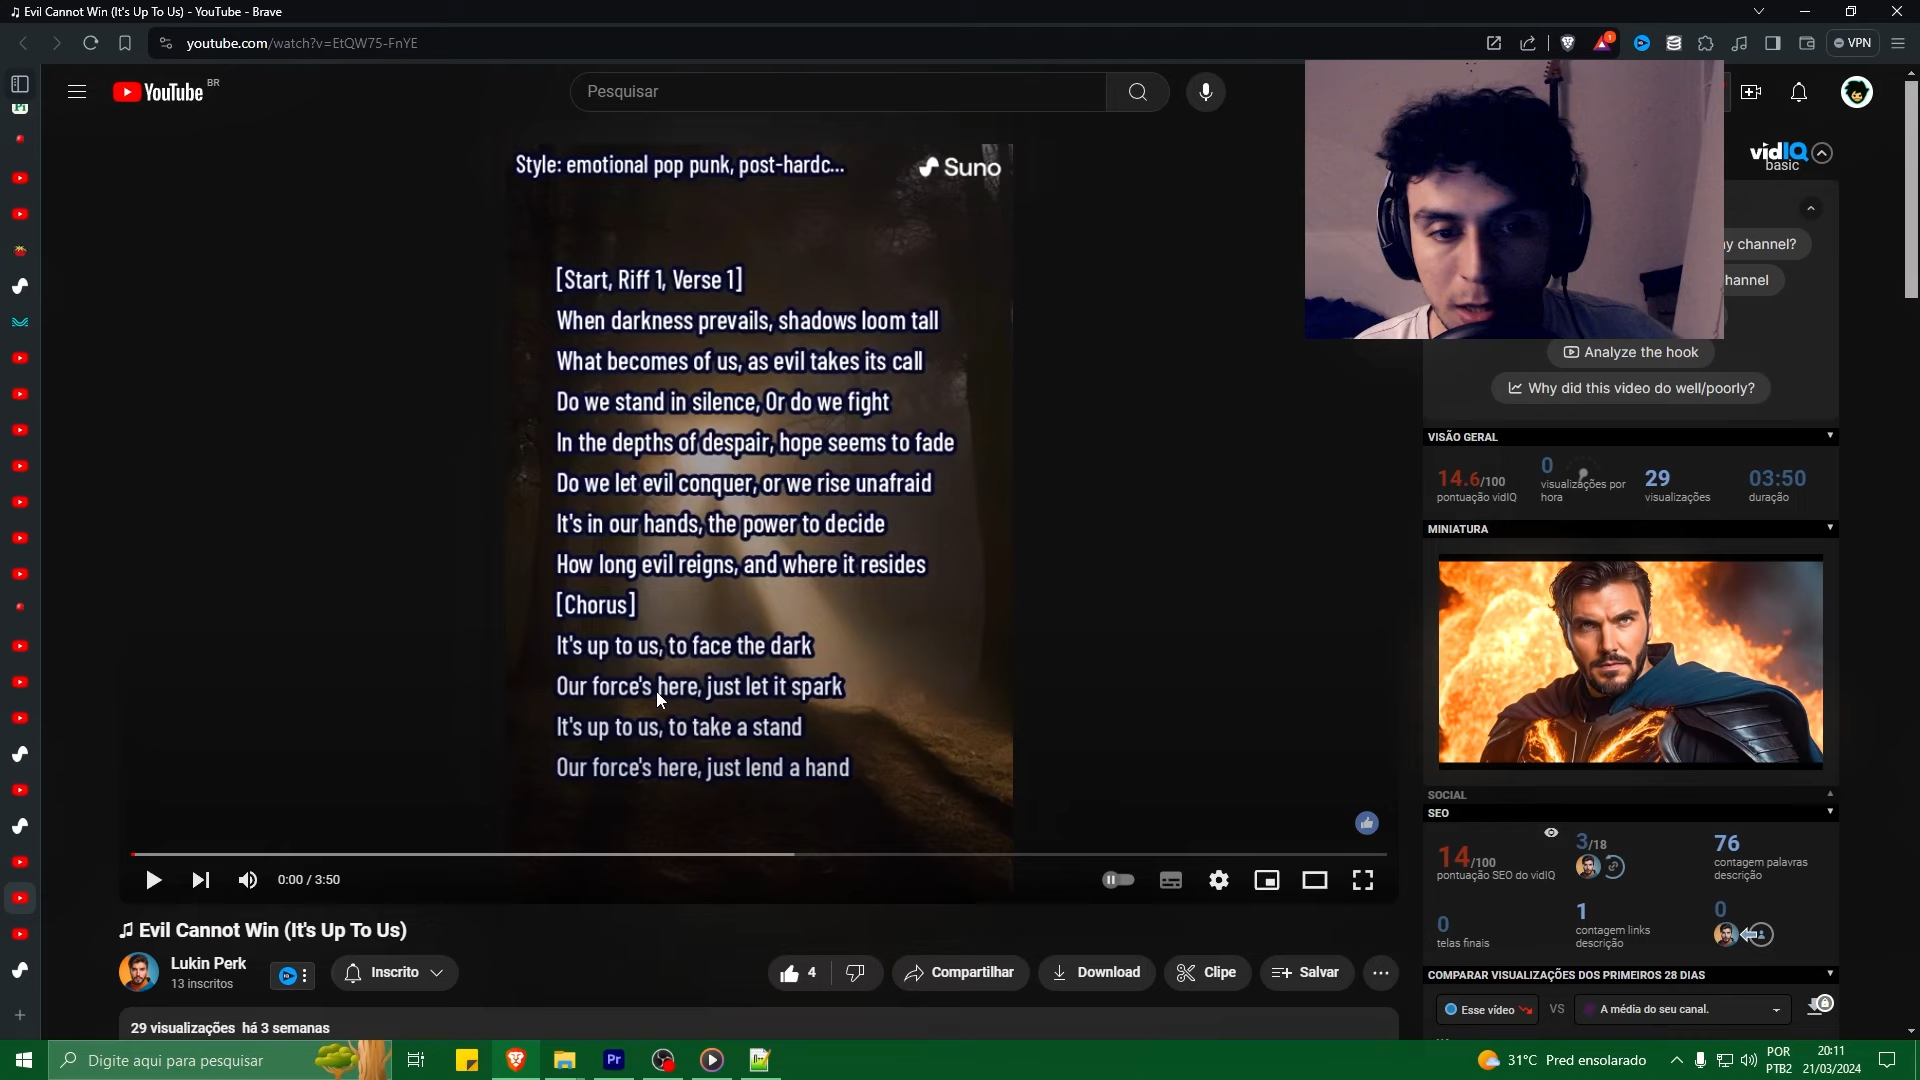 Evil Cannot Win (It's Up To Us) - YouTube - Brave
youtube.com/watch?v=EtQW75-FnYE
1
VPN
YouTube BR
Pesquisar
vidIQ
basic
Style: emotional pop punk, post-hardc...
Suno
[Start, Riff 1, Verse 1]
When darkness prevails, shadows loom tall
What becomes of us, as evil takes its call
Do we stand in silence, Or do we fight
In the depths of despair, hope seems to fade
Do we let evil conquer, or we rise unafraid
It's in our hands, the power to decide
How long evil reigns, and where it resides
[Chorus]
It's up to us, to face the dark
Our force's here, just let it spark
It's up to us, to take a stand
Our force's here, just lend a hand
0:00 / 3:50
♫ Evil Cannot Win (It's Up To Us)
Lukin Perk
13 inscritos
Inscrito
4
Compartilhar
Download
Clipe
Salvar
29 visualizações há 3 semanas
channel?
hannel
Analyze the hook
Why did this video do well/poorly?
VISÃO GERAL
14.6/100
pontuação vidIQ
0
visualizações por
hora
29
visualizações
03:50
duração
MINIATURA
SOCIAL
SEO
14/100
pontuação SEO do vidIQ
3/18
76
contagem palavras
descrição
0
telas finais
1
contagem links
descrição
0
COMPARAR VISUALIZAÇÕES DOS PRIMEIROS 28 DIAS
Esse vídeo
VS
A média do seu canal.
Digite aqui para pesquisar
Pr
31°C Pred ensolarado
POR
PTB2
20:11
21/03/2024